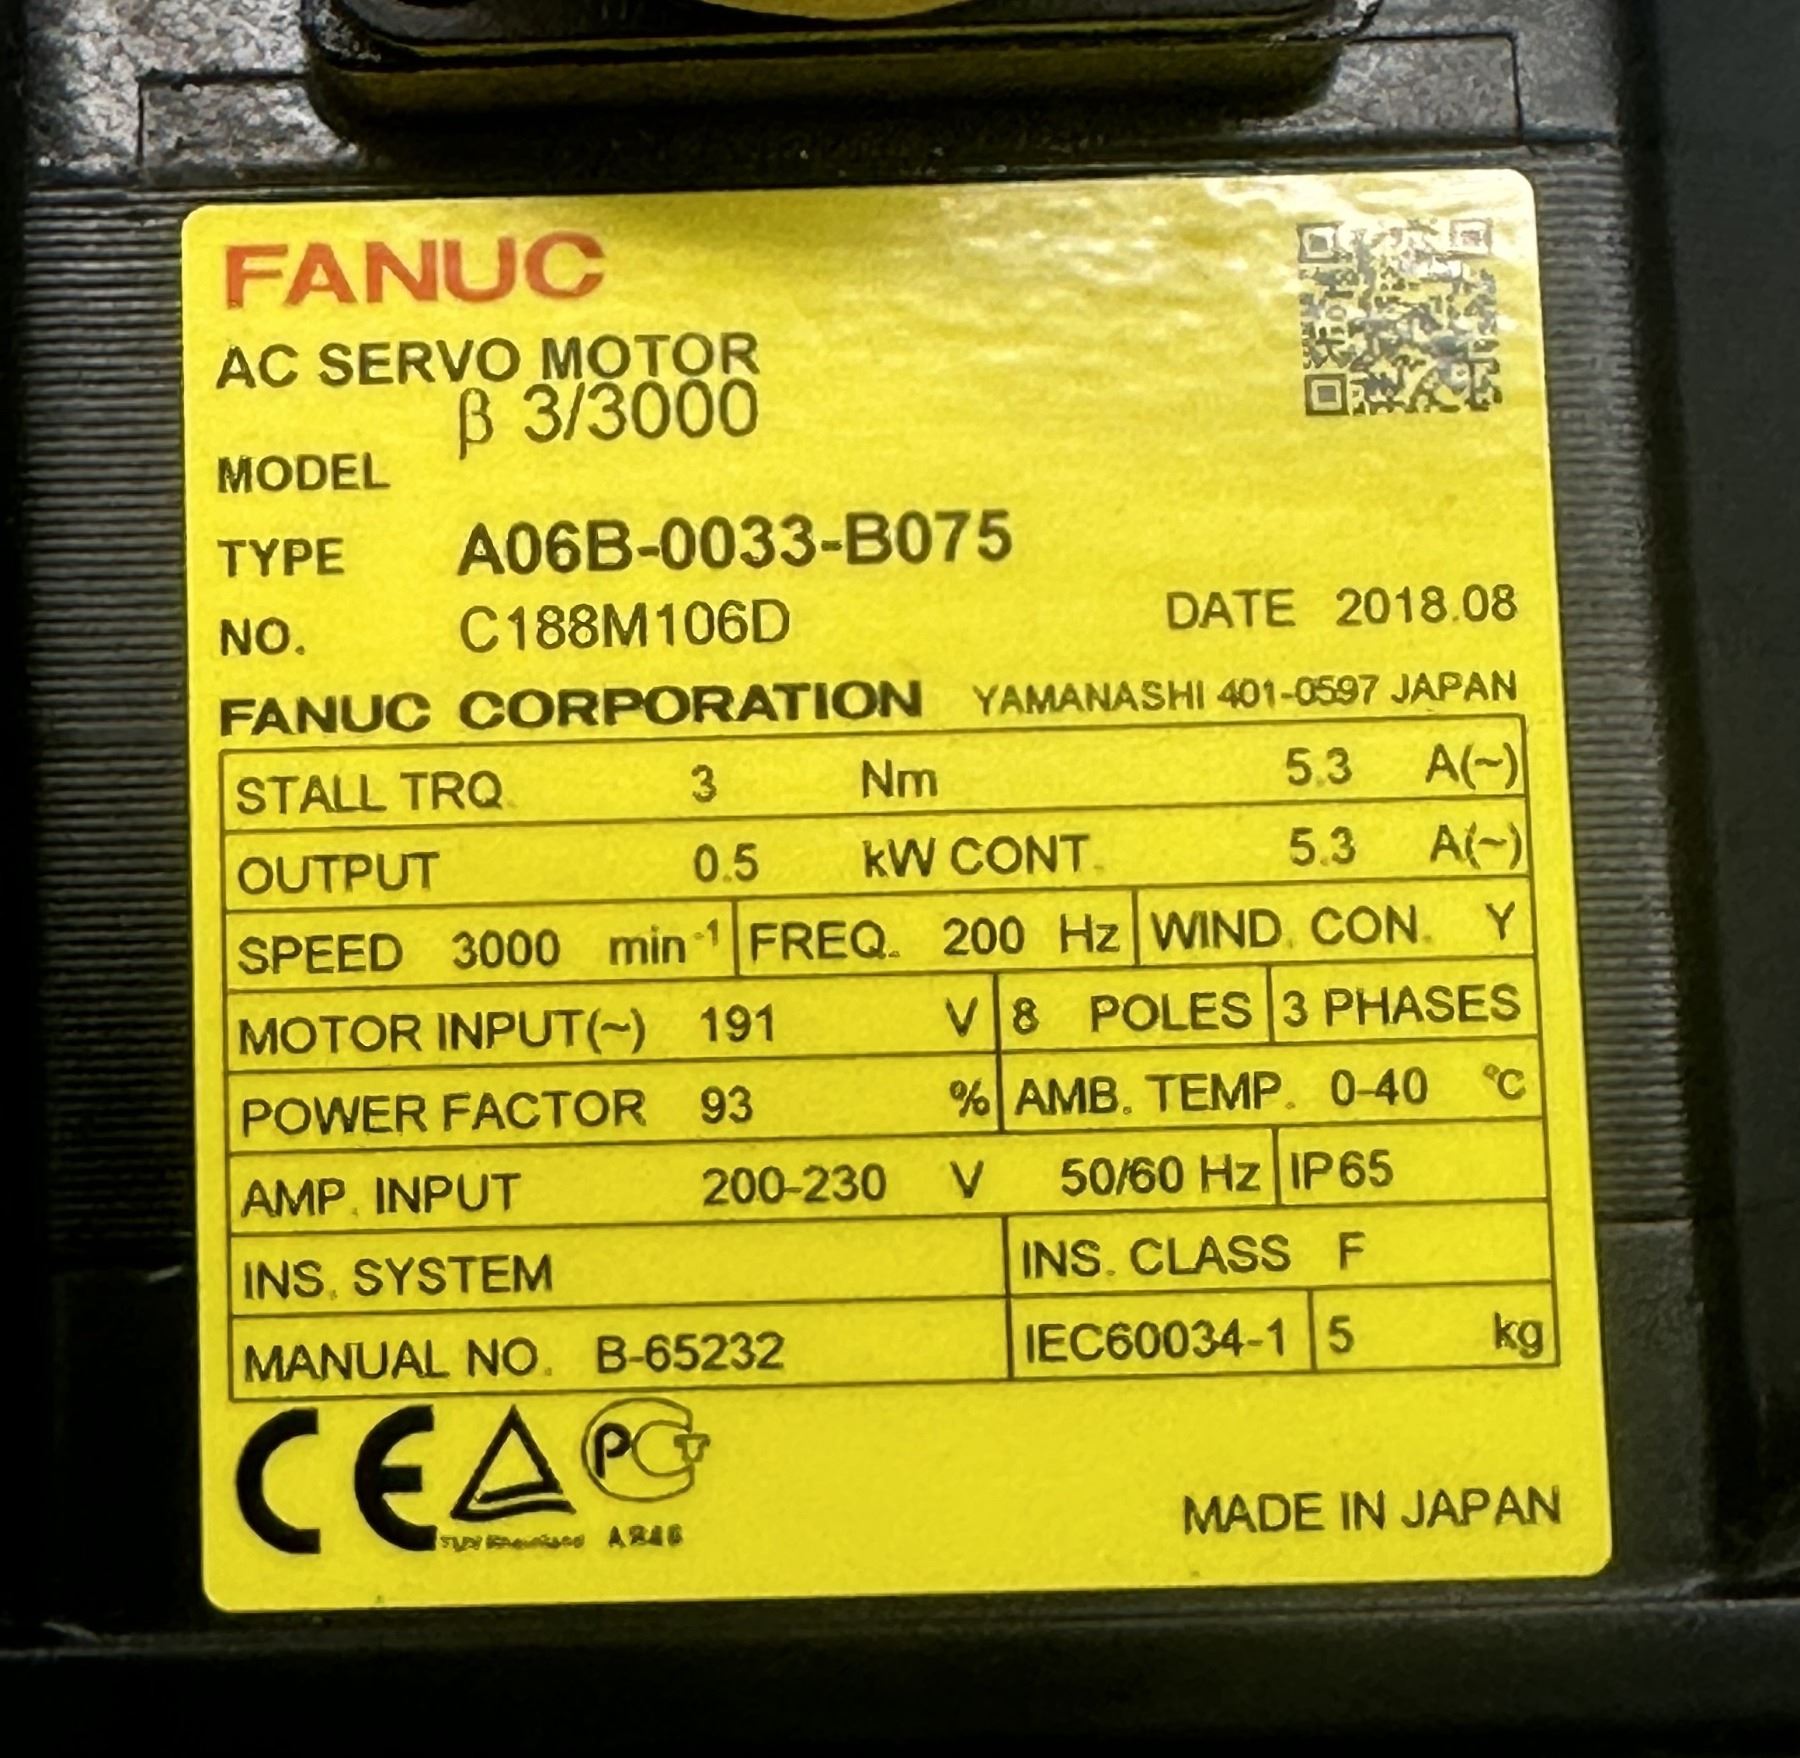 FANUC
AC SERVO MOTOR
β 3/3000
MODEL
TYPE A06B-0033-B075
NO. C188M106D DATE 2018.08
FANUC CORPORATION YAMANASHI 401-0597 JAPAN
STALL TRQ. 3 Nm 5.3 A(~)
OUTPUT 0.5 kW CONT. 5.3 A(~)
SPEED 3000 min⁻¹ FREQ. 200 Hz WIND. CON. Y
MOTOR INPUT(~) 191 V 8 POLES 3 PHASES
POWER FACTOR 93 % AMB. TEMP. 0-40 °C
AMP. INPUT 200-230 V 50/60 Hz IP65
INS. SYSTEM INS. CLASS F
MANUAL NO. B-65232 IEC60034-1 5 kg
CE PG
MADE IN JAPAN